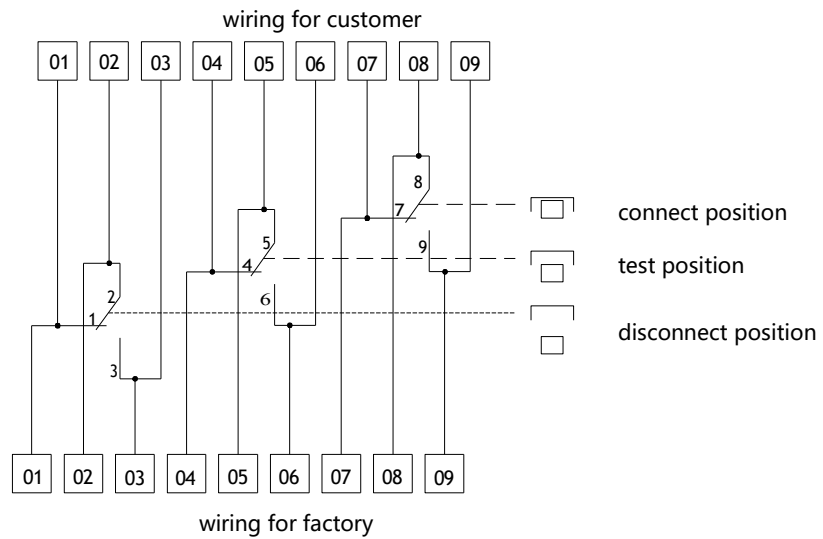 wiring for customer
01 02 03 04 05 06 07 08 09
8
7
connect position
5
9
4
test position
2
6
1
disconnect position
3
01 02 03 04 05 06 07 08 09
wiring for factory